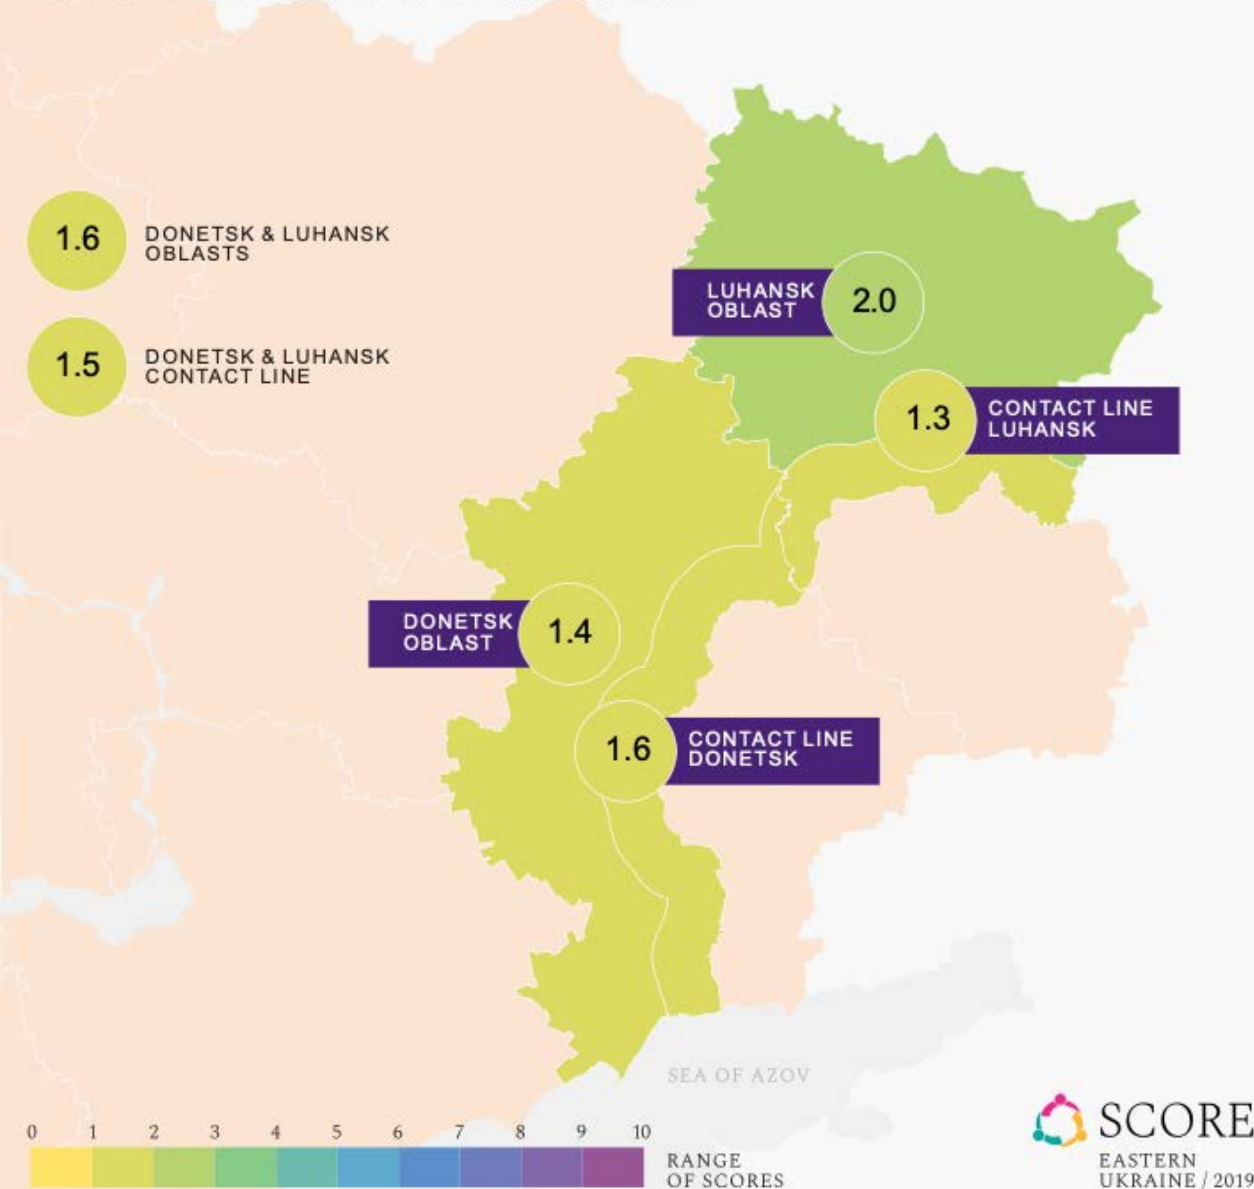 1.6
DONETSK & LUHANSK
OBLASTS
1.5
DONETSK & LUHANSK
CONTACT LINE
LUHANSK
OBLAST
2.0
1.3
CONTACT LINE
LUHANSK
DONETSK
OBLAST
1.4
1.6
CONTACT LINE
DONETSK
SEA OF AZOV
0 1 2 3 4 5 6 7 8 9 10
RANGE
OF SCORES
SCORE
EASTERN
UKRAINE / 2019